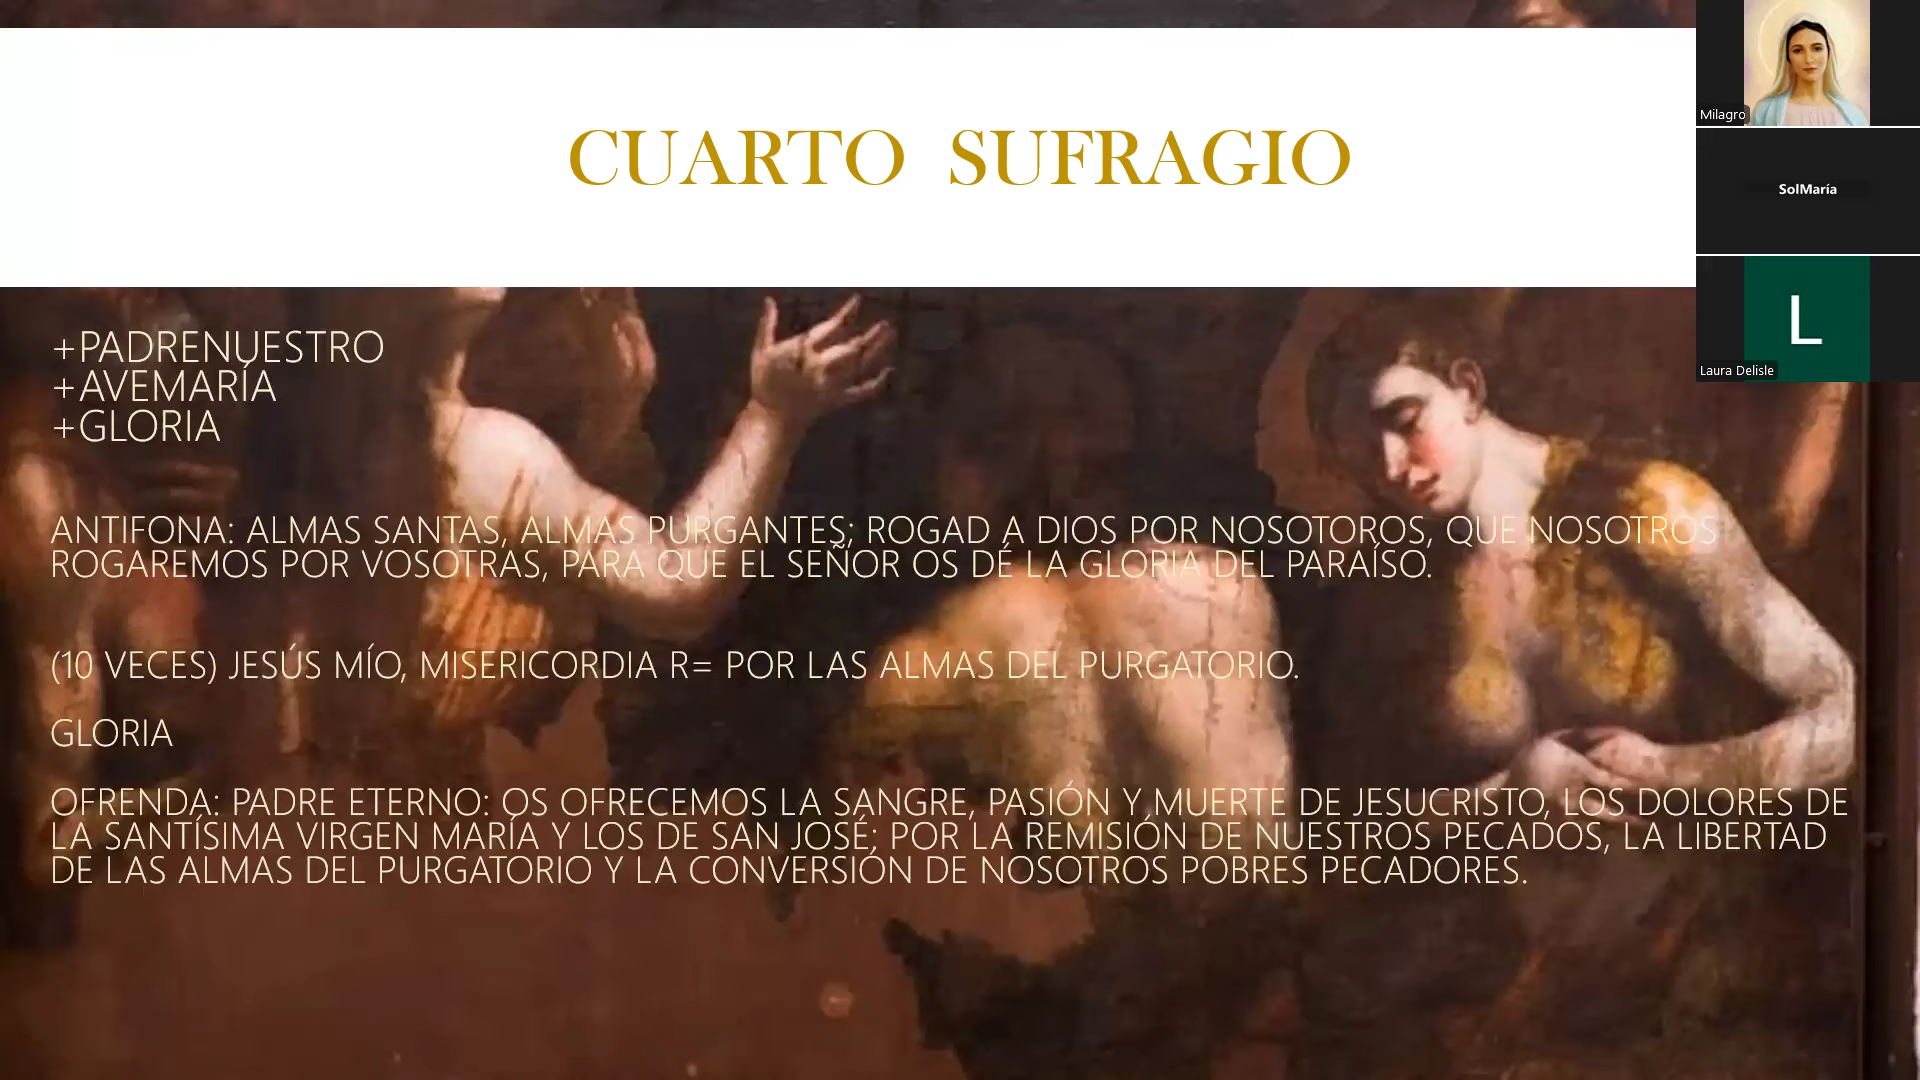 CUARTO SUFRAGIO
Milagro
SolMaría
L
Laura Delisle
+PADRENUESTRO
+AVEMARÍA
+GLORIA
ANTIFONA: ALMAS SANTAS, ALMAS PURGANTES; ROGAD A DIOS POR NOSOTOROS, QUE NOSOTROS
ROGAREMOS POR VOSOTRAS, PARA QUE EL SEÑOR OS DÉ LA GLORIA DEL PARAÍSO.
(10 VECES) JESÚS MÍO, MISERICORDIA R= POR LAS ALMAS DEL PURGATORIO.
GLORIA
OFRENDA: PADRE ETERNO: OS OFRECEMOS LA SANGRE, PASIÓN Y MUERTE DE JESUCRISTO, LOS DOLORES DE
LA SANTÍSIMA VIRGEN MARÍA Y LOS DE SAN JOSÉ; POR LA REMISIÓN DE NUESTROS PECADOS, LA LIBERTAD
DE LAS ALMAS DEL PURGATORIO Y LA CONVERSIÓN DE NOSOTROS POBRES PECADORES.